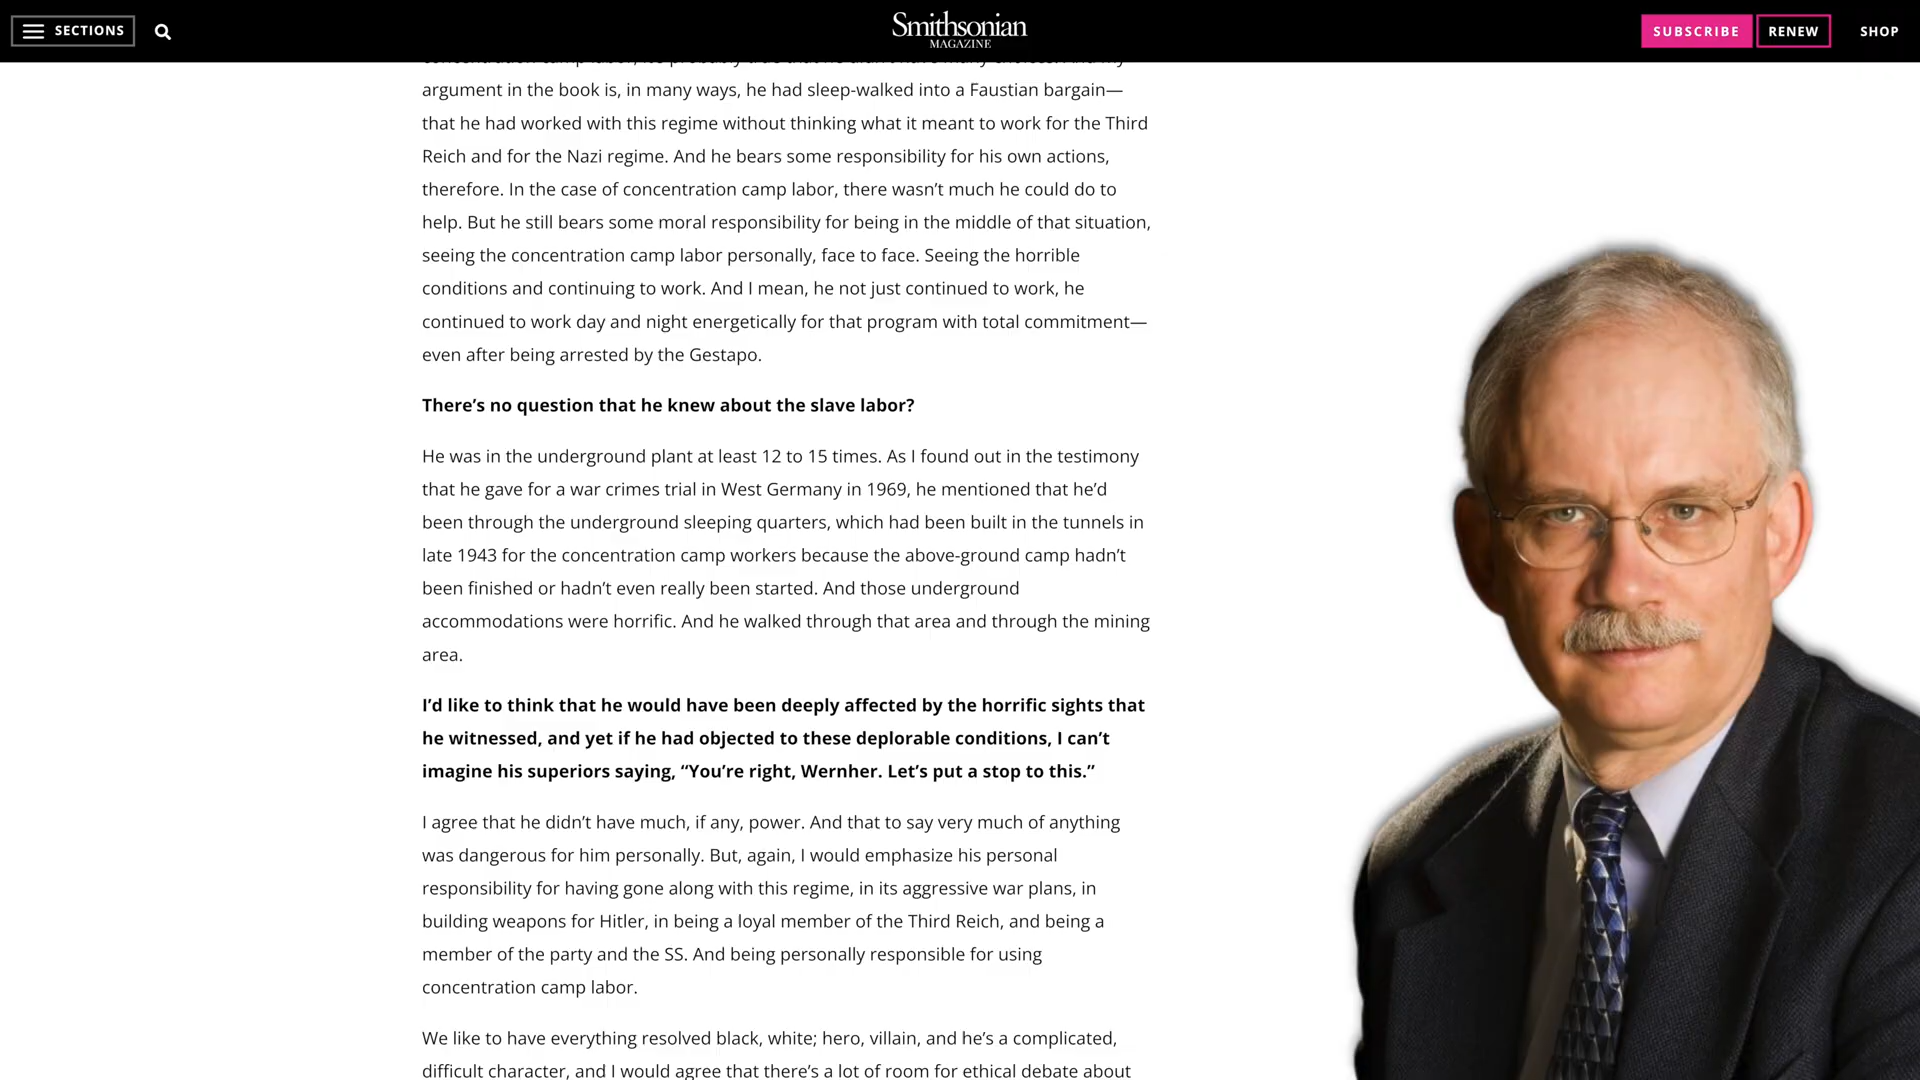 SECTIONS
Smithsonian
MAGAZINE
SUBSCRIBE
RENEW
SHOP
argument in the book is, in many ways, he had sleep-walked into a Faustian bargain—
that he had worked with this regime without thinking what it meant to work for the Third
Reich and for the Nazi regime. And he bears some responsibility for his own actions,
therefore. In the case of concentration camp labor, there wasn’t much he could do to
help. But he still bears some moral responsibility for being in the middle of that situation,
seeing the concentration camp labor personally, face to face. Seeing the horrible
conditions and continuing to work. And I mean, he not just continued to work, he
continued to work day and night energetically for that program with total commitment—
even after being arrested by the Gestapo.
There’s no question that he knew about the slave labor?
He was in the underground plant at least 12 to 15 times. As I found out in the testimony
that he gave for a war crimes trial in West Germany in 1969, he mentioned that he’d
been through the underground sleeping quarters, which had been built in the tunnels in
late 1943 for the concentration camp workers because the above-ground camp hadn’t
been finished or hadn’t even really been started. And those underground
accommodations were horrific. And he walked through that area and through the mining
area.
I’d like to think that he would have been deeply affected by the horrific sights that
he witnessed, and yet if he had objected to these deplorable conditions, I can’t
imagine his superiors saying, “You’re right, Wernher. Let’s put a stop to this.”
I agree that he didn’t have much, if any, power. And that to say very much of anything
was dangerous for him personally. But, again, I would emphasize his personal
responsibility for having gone along with this regime, in its aggressive war plans, in
building weapons for Hitler, in being a loyal member of the Third Reich, and being a
member of the party and the SS. And being personally responsible for using
concentration camp labor.
We like to have everything resolved black, white; hero, villain, and he’s a complicated,
difficult character, and I would agree that there’s a lot of room for ethical debate about